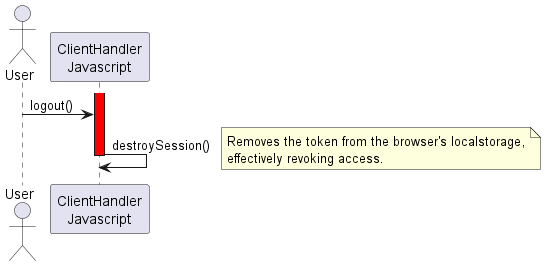 User
ClientHandler
Javascript
logout()
destroySession()
Removes the token from the browser's localstorage,
effectively revoking access.
User
ClientHandler
Javascript